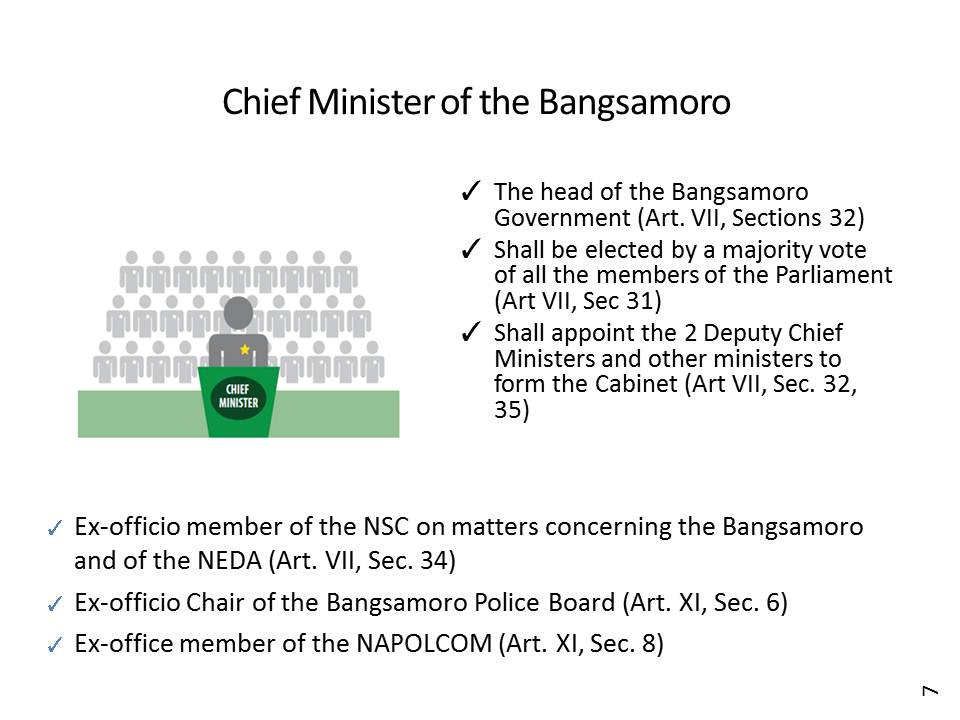 Chief Minister of the Bangsamoro
✓ The head of the Bangsamoro
Government (Art. VII, Sections 32)
✓ Shall be elected by a majority vote
of all the members of the Parliament
(Art VII, Sec 31)
✓ Shall appoint the 2 Deputy Chief
Ministers and other ministers to
form the Cabinet (Art VII, Sec. 32,
35)
CHIEF
MINISTER
✓ Ex-officio member of the NSC on matters concerning the Bangsamoro
and of the NEDA (Art. VII, Sec. 34)
✓ Ex-officio Chair of the Bangsamoro Police Board (Art. XI, Sec. 6)
✓ Ex-office member of the NAPOLCOM (Art. XI, Sec. 8)
7